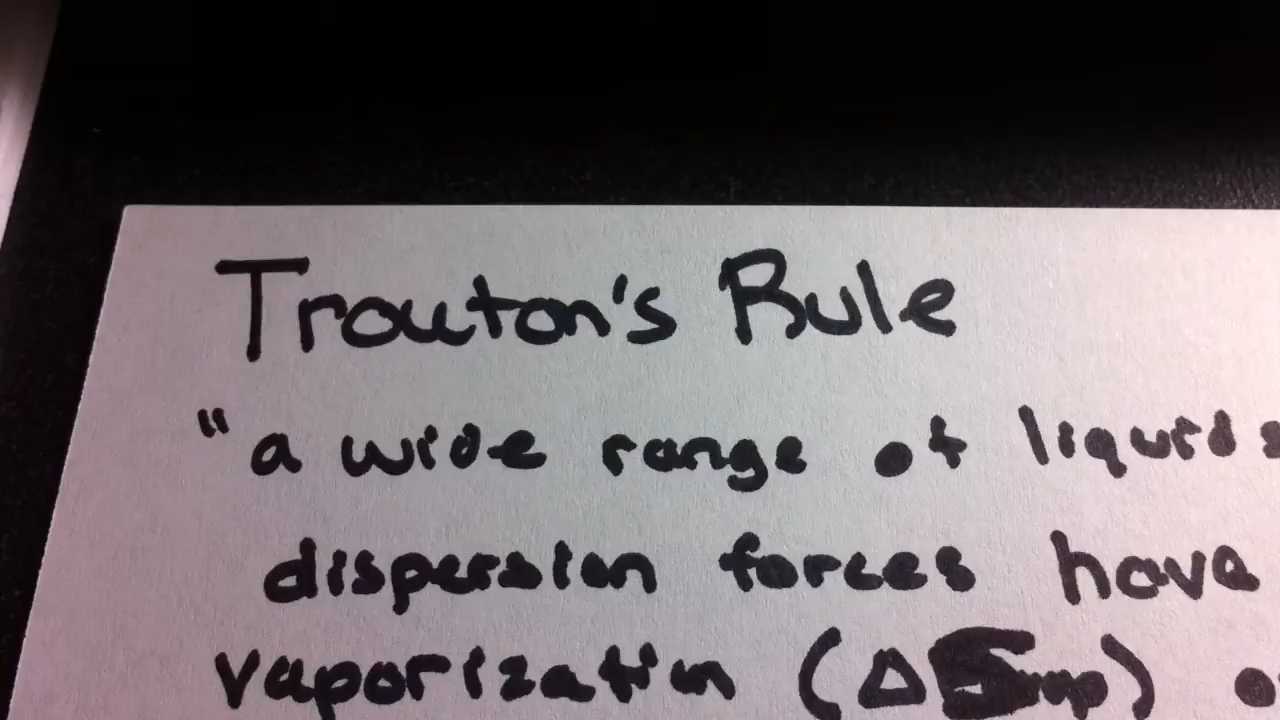 Trouton's Rule
"a wide range of liquids
dispersion forces have
vaporization (ΔSvap)